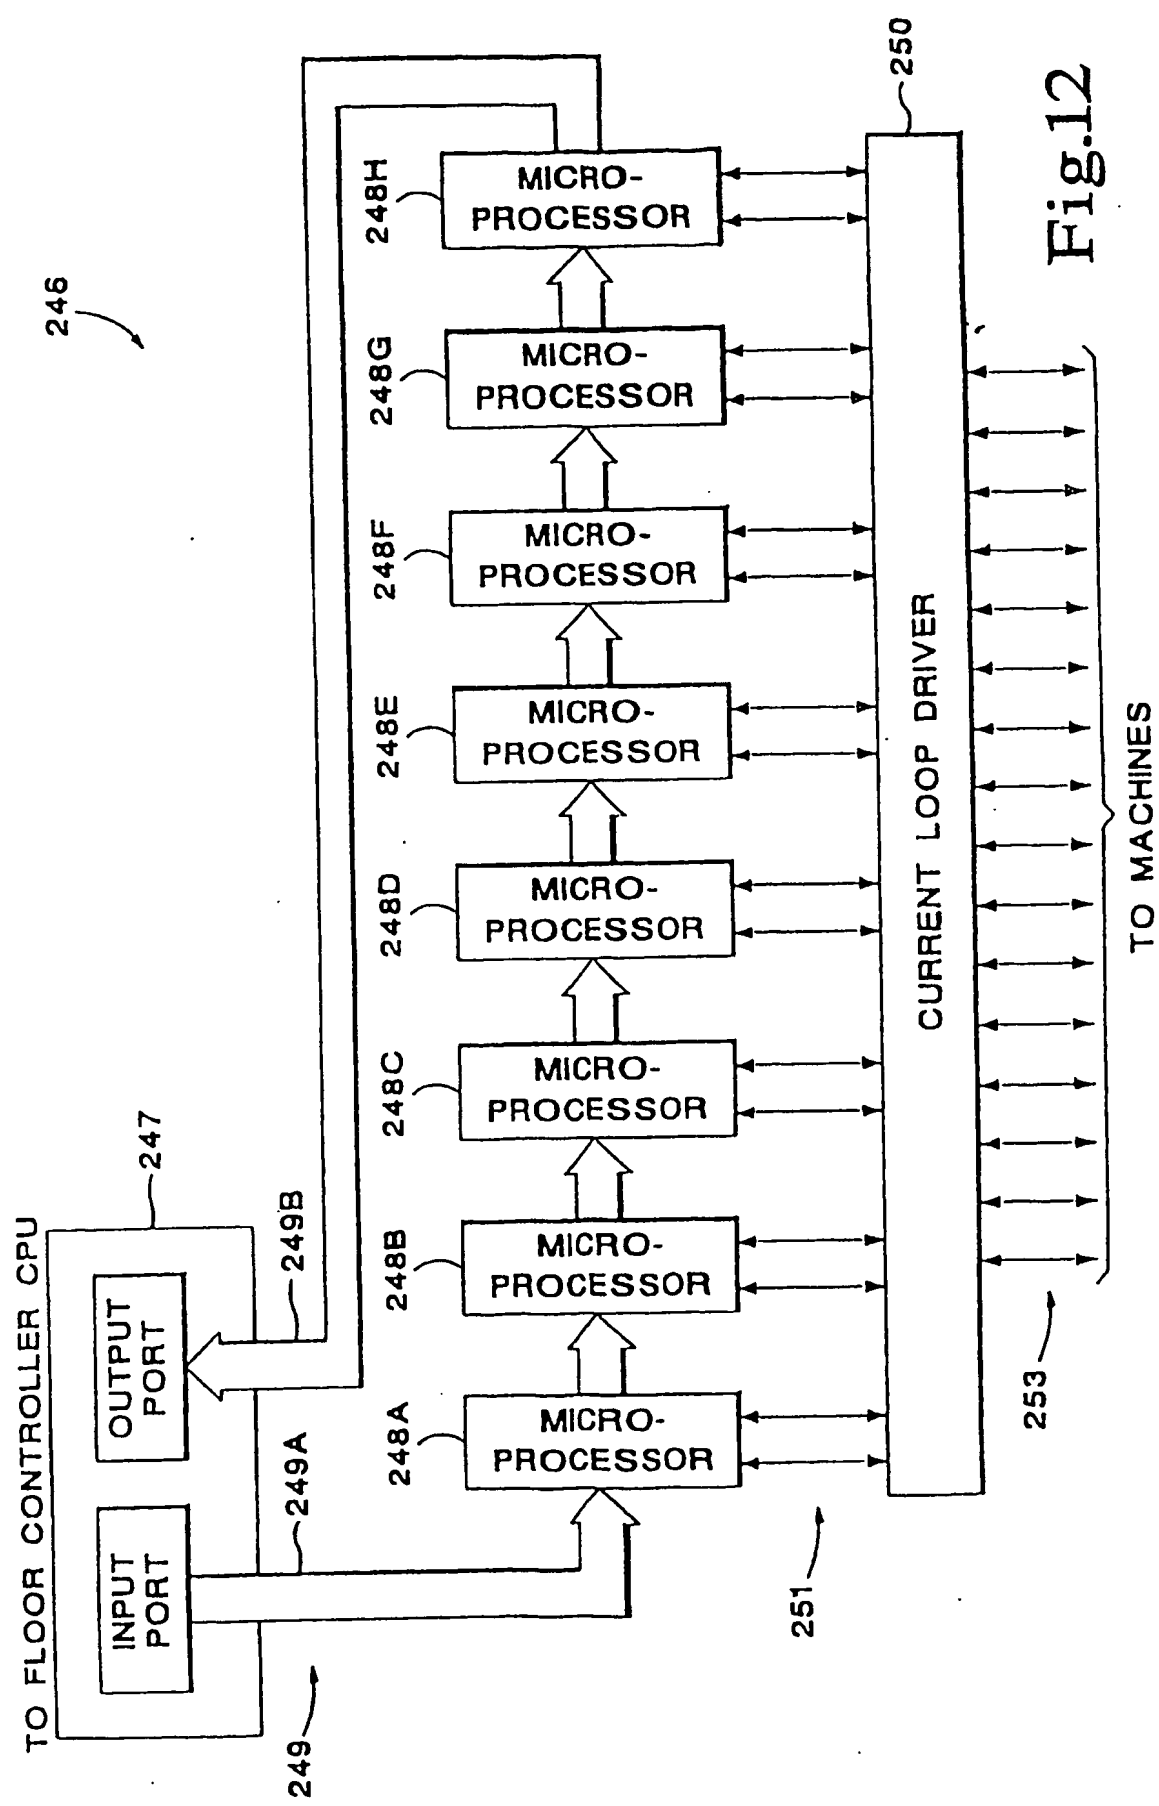 TO FLOOR CONTROLLER CPU
247
246
INPUT
PORT
OUTPUT
PORT
249
249A
249B
248A
248B
248C
248D
248E
248F
248G
248H
MICRO-
PROCESSOR
MICRO-
PROCESSOR
MICRO-
PROCESSOR
MICRO-
PROCESSOR
MICRO-
PROCESSOR
MICRO-
PROCESSOR
MICRO-
PROCESSOR
MICRO-
PROCESSOR
251
250
CURRENT LOOP DRIVER
253
TO MACHINES
Fig.12